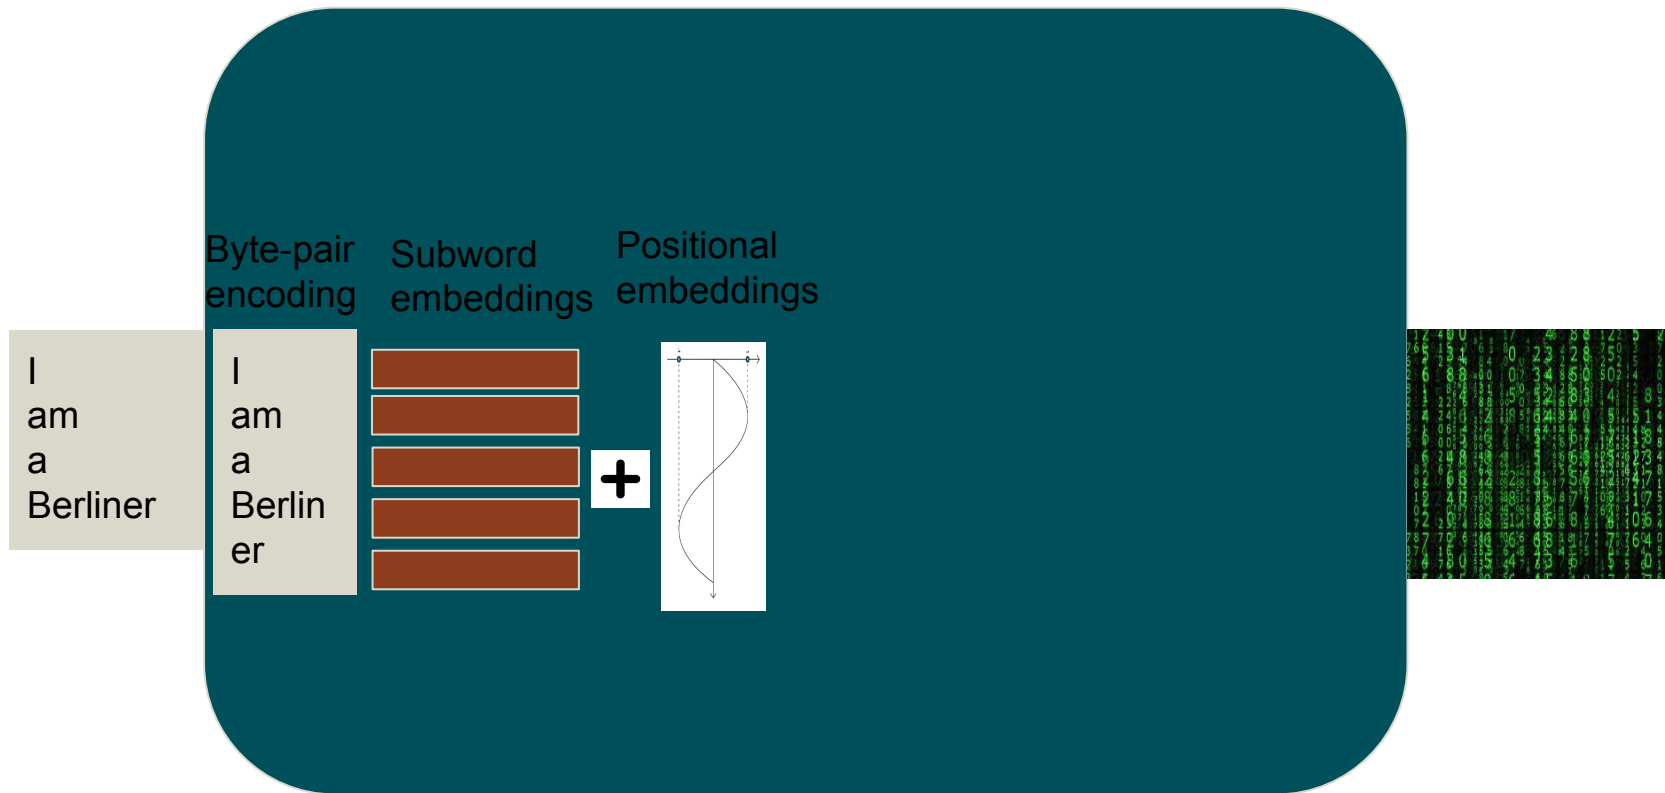 Byte-pair
encoding
Subword
embeddings
Positional
embeddings
I
am
a
Berliner
I
am
a
Berlin
er
+